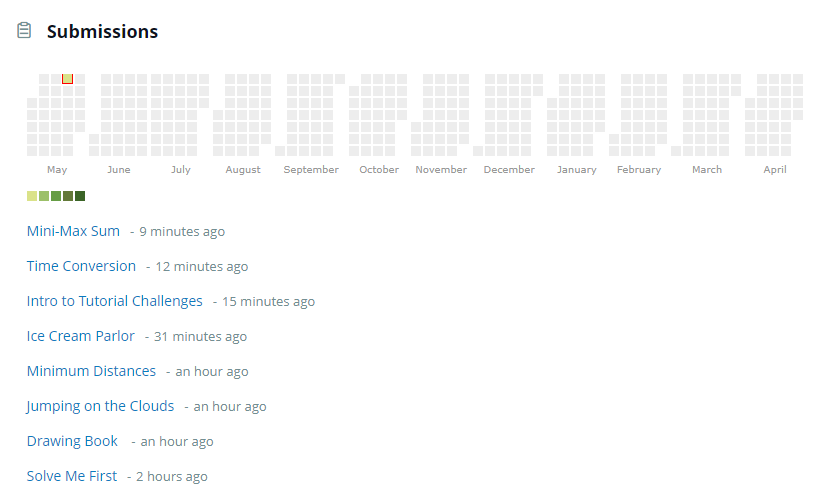 Submissions
May June July August September October November December January February March April
Mini-Max Sum - 9 minutes ago
Time Conversion - 12 minutes ago
Intro to Tutorial Challenges - 15 minutes ago
Ice Cream Parlor - 31 minutes ago
Minimum Distances - an hour ago
Jumping on the Clouds - an hour ago
Drawing Book - an hour ago
Solve Me First - 2 hours ago